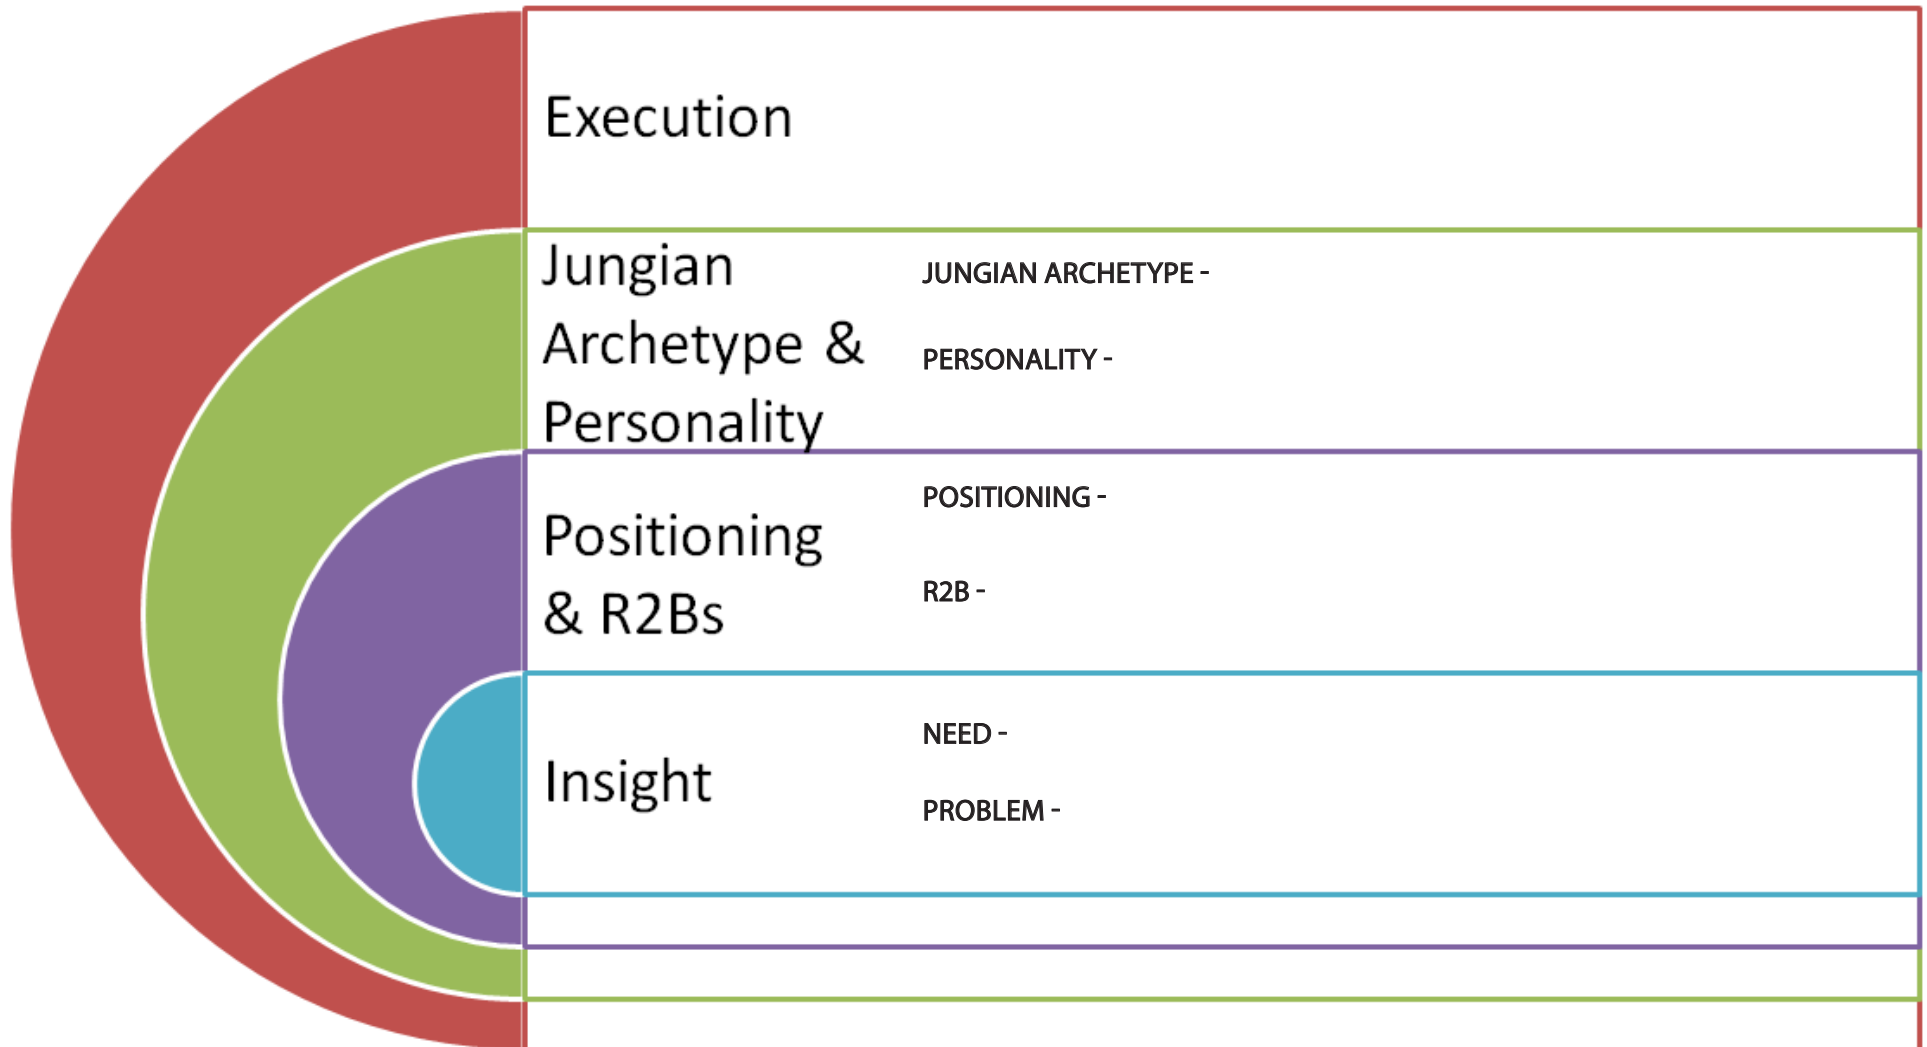 Execution
Jungian
Archetype &
Personality
JUNGIAN ARCHETYPE -
PERSONALITY -
Positioning
& R2Bs
POSITIONING -
R2B -
Insight
NEED -
PROBLEM -